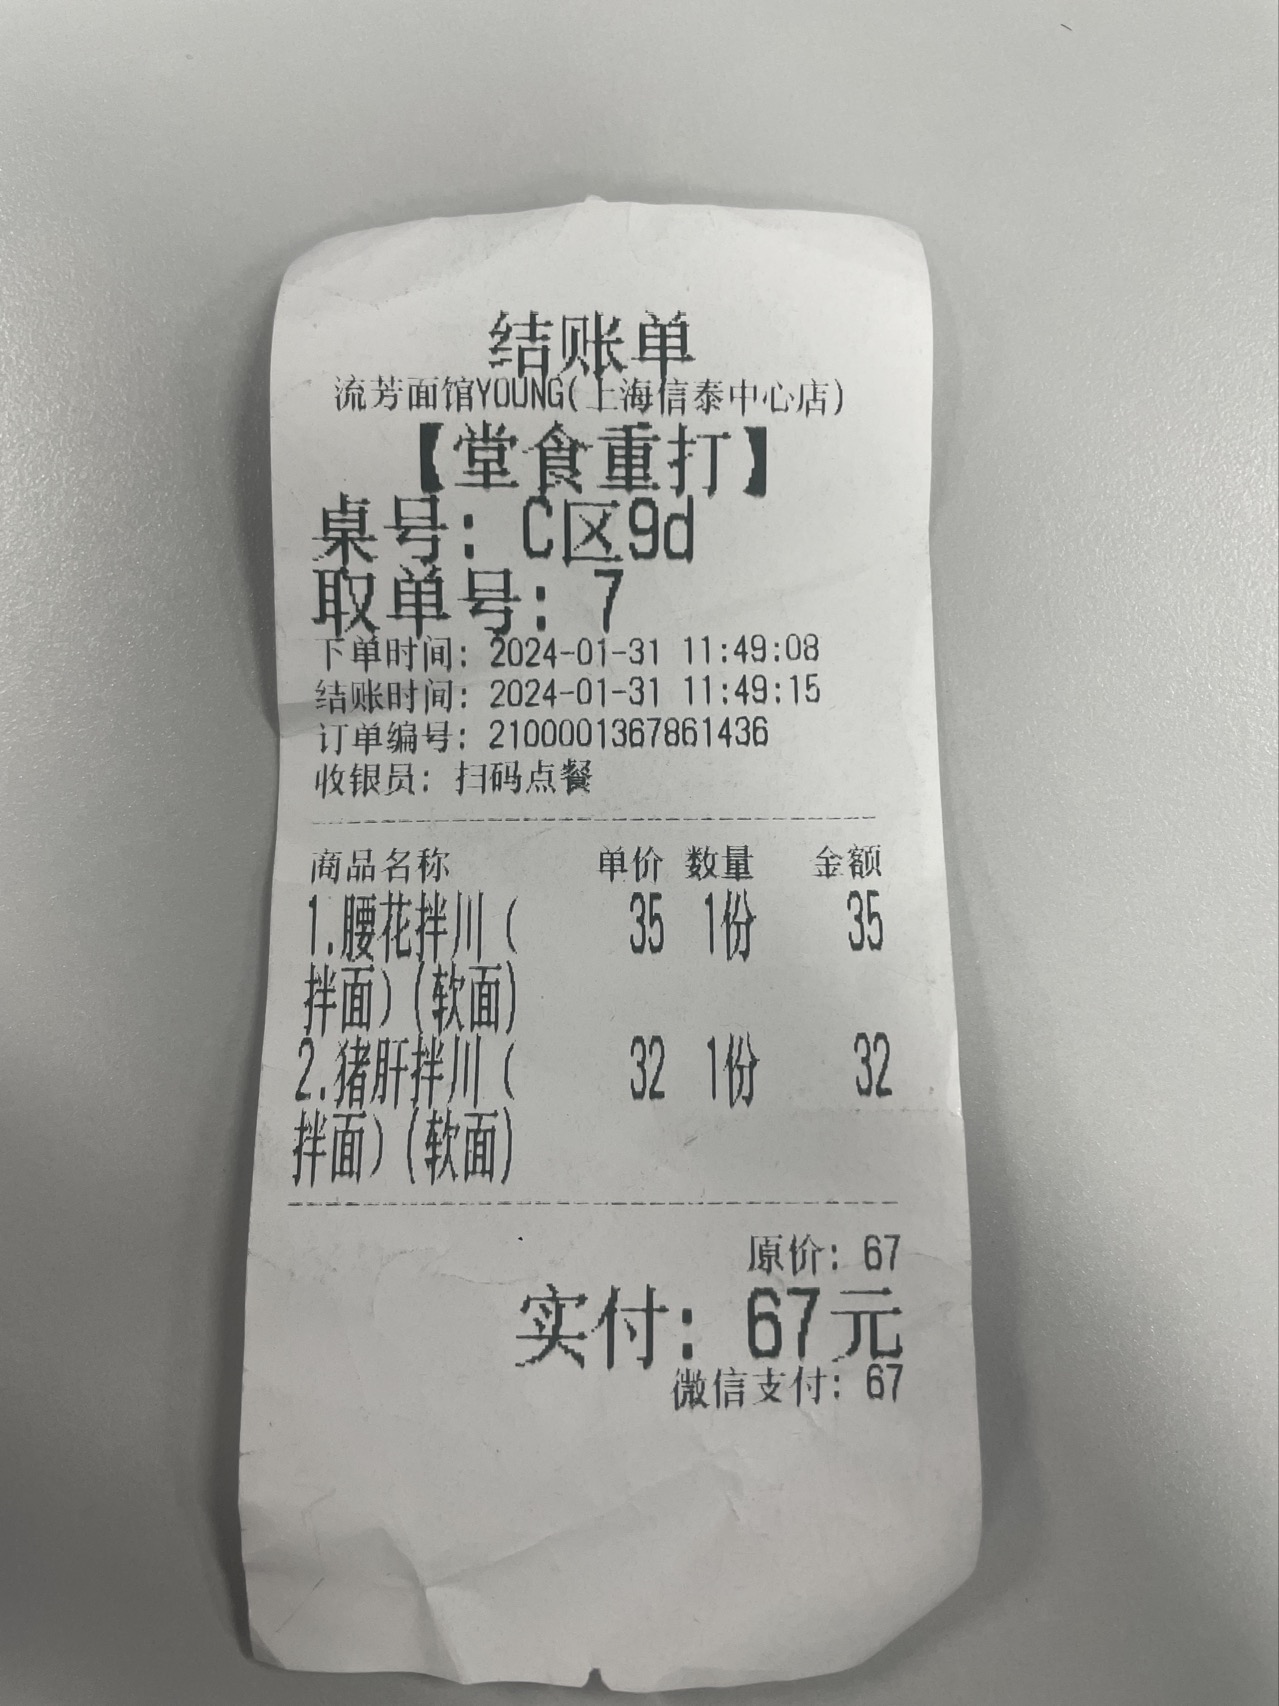 结账单
流芳面馆YOUNG(上海信泰中心店)
【堂食重打】
桌号: C区9d
取单号: 7
下单时间: 2024-01-31 11:49:08
结账时间: 2024-01-31 11:49:15
订单编号: 2100001367861436
收银员: 扫码点餐
商品名称 单价 数量 金额
1.腰花拌川( 35 1份 35
拌面)(软面)
2.猪肝拌川( 32 1份 32
拌面)(软面)
原价: 67
实付: 67元
微信支付: 67